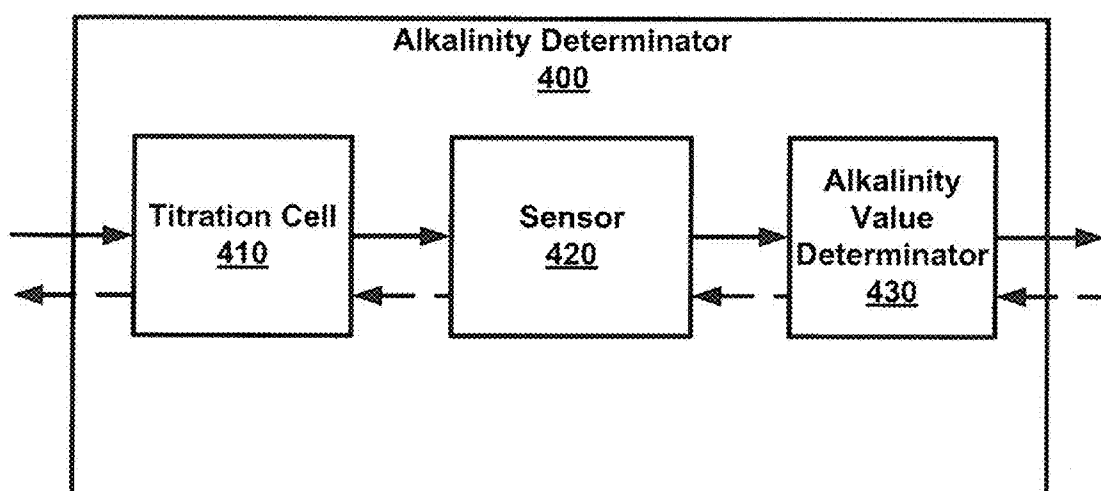 Alkalinity Determinator
400
Titration Cell
410
Sensor
420
Alkalinity
Value
Determinator
430